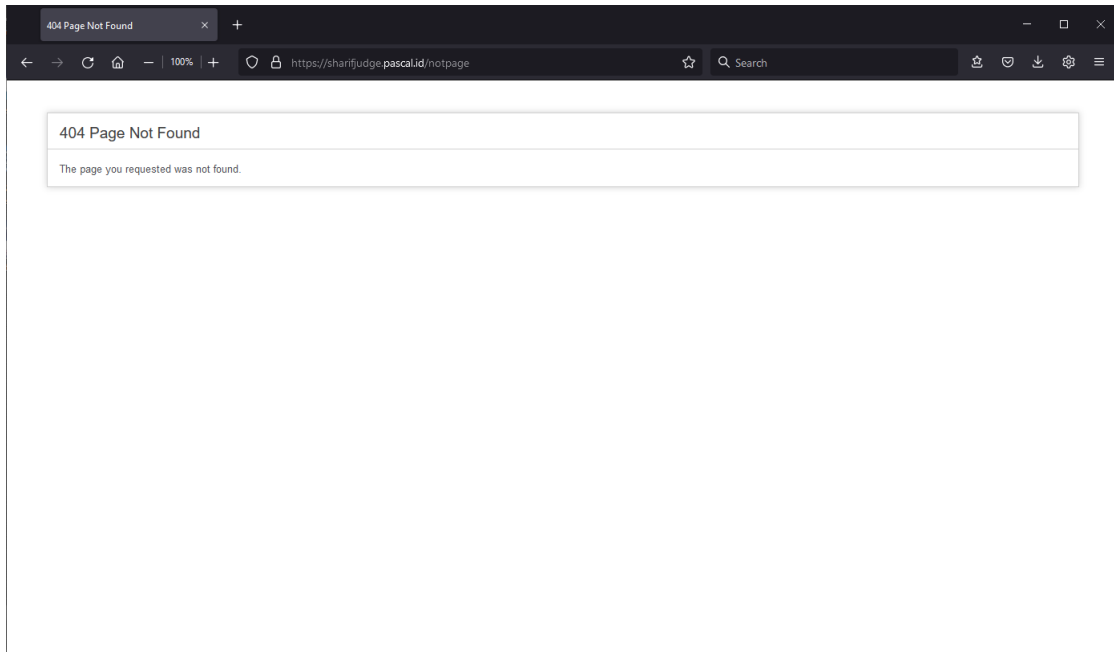 404 Page Not Found
100%
https://sharifjudge.pascal.id/notpage
Search
404 Page Not Found
The page you requested was not found.